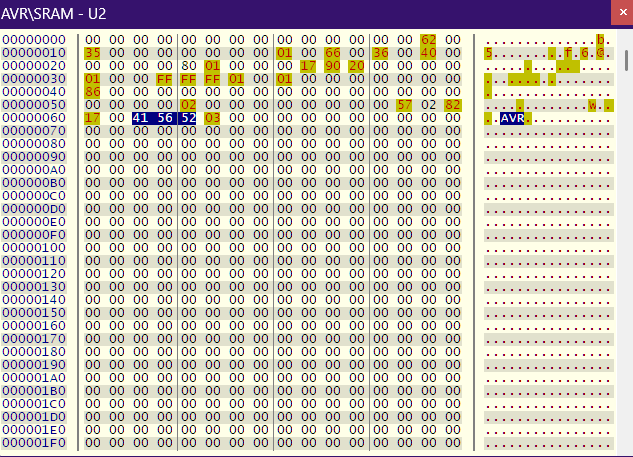 AVR\SRAM - U2 ×
00000000 00 00 00 00 00 00 00 00 00 00 00 00 00 00 62 00 ..............b.
00000010 35 00 00 00 00 00 00 00 01 00 66 00 36 00 40 00 5.........f.6.@.
00000020 00 00 00 00 80 01 00 00 00 17 90 20 00 00 00 00 ........... ....
00000030 01 00 00 FF FF FF 01 00 01 00 00 00 00 00 00 00 ................
00000040 86 00 00 00 00 00 00 00 00 00 00 00 00 00 00 00 ................
00000050 00 00 00 00 02 00 00 00 00 00 00 00 00 57 02 82 .............W..
00000060 17 00 41 56 52 03 00 00 00 00 00 00 00 00 00 00 ..AVR...........
00000070 00 00 00 00 00 00 00 00 00 00 00 00 00 00 00 00 ................
00000080 00 00 00 00 00 00 00 00 00 00 00 00 00 00 00 00 ................
00000090 00 00 00 00 00 00 00 00 00 00 00 00 00 00 00 00 ................
000000A0 00 00 00 00 00 00 00 00 00 00 00 00 00 00 00 00 ................
000000B0 00 00 00 00 00 00 00 00 00 00 00 00 00 00 00 00 ................
000000C0 00 00 00 00 00 00 00 00 00 00 00 00 00 00 00 00 ................
000000D0 00 00 00 00 00 00 00 00 00 00 00 00 00 00 00 00 ................
000000E0 00 00 00 00 00 00 00 00 00 00 00 00 00 00 00 00 ................
000000F0 00 00 00 00 00 00 00 00 00 00 00 00 00 00 00 00 ................
00000100 00 00 00 00 00 00 00 00 00 00 00 00 00 00 00 00 ................
00000110 00 00 00 00 00 00 00 00 00 00 00 00 00 00 00 00 ................
00000120 00 00 00 00 00 00 00 00 00 00 00 00 00 00 00 00 ................
00000130 00 00 00 00 00 00 00 00 00 00 00 00 00 00 00 00 ................
00000140 00 00 00 00 00 00 00 00 00 00 00 00 00 00 00 00 ................
00000150 00 00 00 00 00 00 00 00 00 00 00 00 00 00 00 00 ................
00000160 00 00 00 00 00 00 00 00 00 00 00 00 00 00 00 00 ................
00000170 00 00 00 00 00 00 00 00 00 00 00 00 00 00 00 00 ................
00000180 00 00 00 00 00 00 00 00 00 00 00 00 00 00 00 00 ................
00000190 00 00 00 00 00 00 00 00 00 00 00 00 00 00 00 00 ................
000001A0 00 00 00 00 00 00 00 00 00 00 00 00 00 00 00 00 ................
000001B0 00 00 00 00 00 00 00 00 00 00 00 00 00 00 00 00 ................
000001C0 00 00 00 00 00 00 00 00 00 00 00 00 00 00 00 00 ................
000001D0 00 00 00 00 00 00 00 00 00 00 00 00 00 00 00 00 ................
000001E0 00 00 00 00 00 00 00 00 00 00 00 00 00 00 00 00 ................
000001F0 00 00 00 00 00 00 00 00 00 00 00 00 00 00 00 00 ................